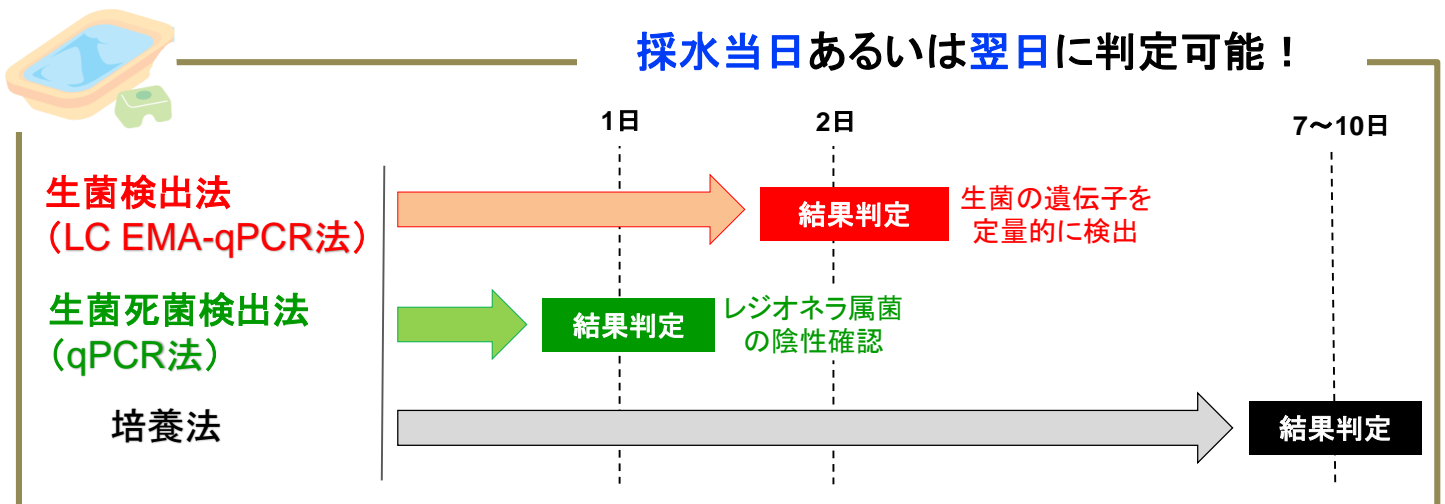 採水当日あるいは翌日に判定可能！
1日
2日
7～10日
生菌検出法
（LC EMA-qPCR法）
結果判定
生菌の遺伝子を
定量的に検出
生菌死菌検出法
（qPCR法）
結果判定
レジオネラ属菌
の陰性確認
培養法
結果判定